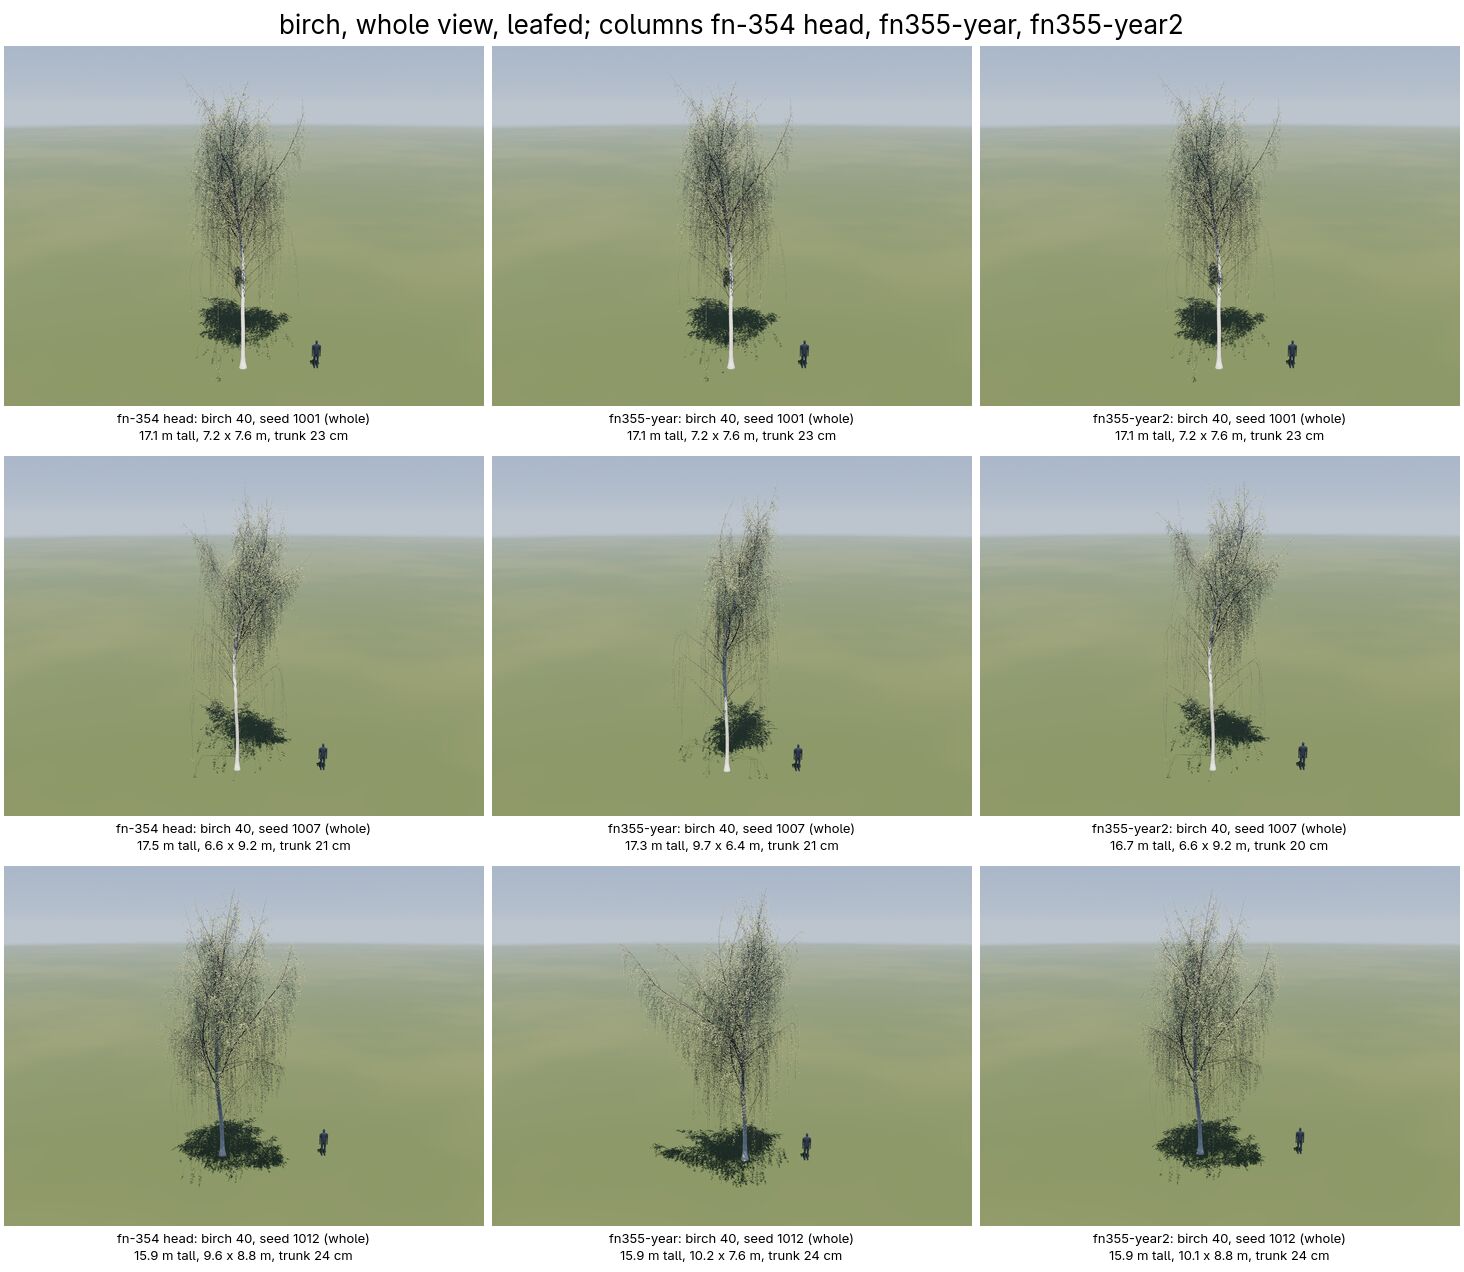 birch, whole view, leafed; columns fn-354 head, fn355-year, fn355-year2
fn-354 head: birch 40, seed 1001 (whole)
17.1 m tall, 7.2 x 7.6 m, trunk 23 cm
fn355-year: birch 40, seed 1001 (whole)
17.1 m tall, 7.2 x 7.6 m, trunk 23 cm
fn355-year2: birch 40, seed 1001 (whole)
17.1 m tall, 7.2 x 7.6 m, trunk 23 cm
fn-354 head: birch 40, seed 1007 (whole)
17.5 m tall, 6.6 x 9.2 m, trunk 21 cm
fn355-year: birch 40, seed 1007 (whole)
17.3 m tall, 9.7 x 6.4 m, trunk 21 cm
fn355-year2: birch 40, seed 1007 (whole)
16.7 m tall, 6.6 x 9.2 m, trunk 20 cm
fn-354 head: birch 40, seed 1012 (whole)
15.9 m tall, 9.6 x 8.8 m, trunk 24 cm
fn355-year: birch 40, seed 1012 (whole)
15.9 m tall, 10.2 x 7.6 m, trunk 24 cm
fn355-year2: birch 40, seed 1012 (whole)
15.9 m tall, 10.1 x 8.8 m, trunk 24 cm